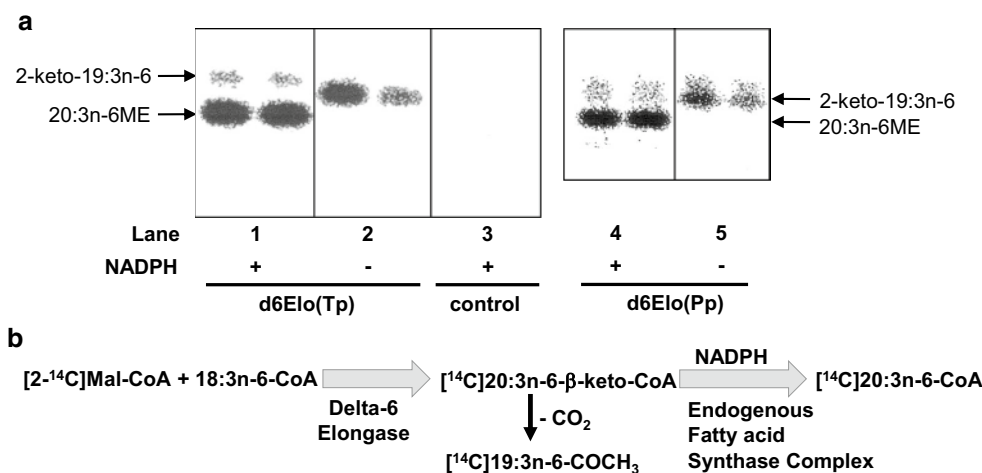 a
2-keto-19:3n-6
20:3n-6ME
2-keto-19:3n-6
20:3n-6ME
Lane 1 2 3 4 5
NADPH + - + + -
d6Elo(Tp) control d6Elo(Pp)
b
[2-¹⁴C]Mal-CoA + 18:3n-6-CoA
Delta-6
Elongase
[¹⁴C]20:3n-6-β-keto-CoA
- CO₂
[¹⁴C]19:3n-6-COCH₃
NADPH
Endogenous
Fatty acid
Synthase Complex
[¹⁴C]20:3n-6-CoA